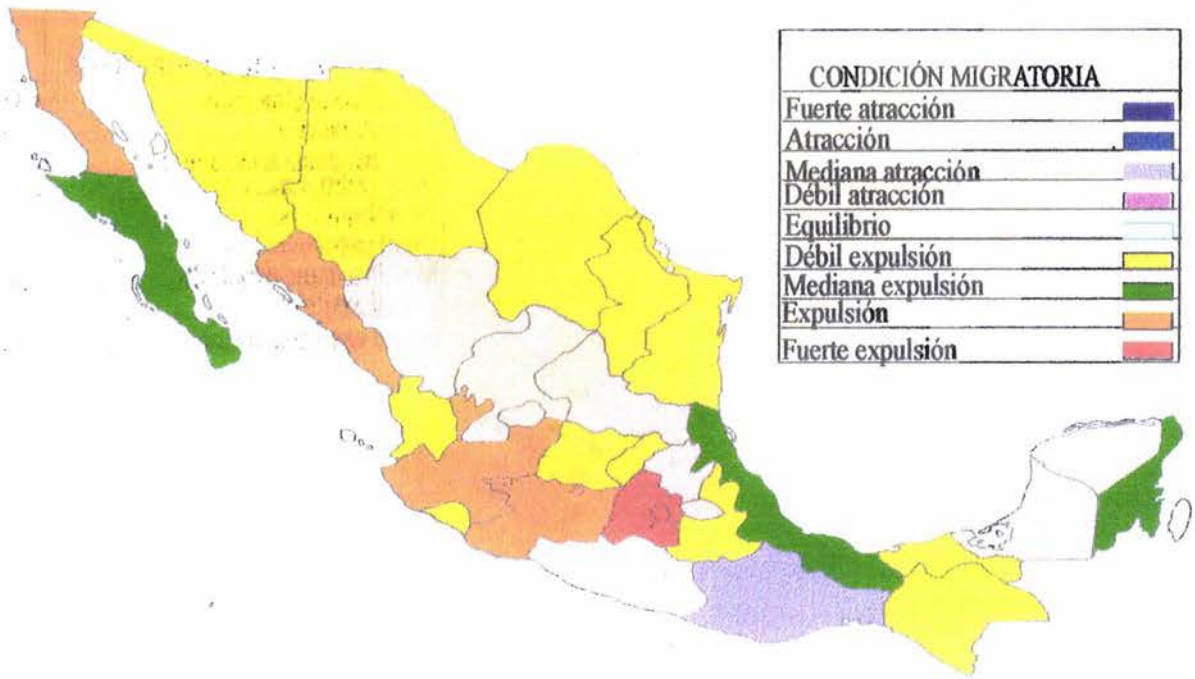 CONDICIÓN MIGRATORIA
Fuerte atracción
Atracción
Mediana atracción
Débil atracción
Equilibrio
Débil expulsión
Mediana expulsión
Expulsión
Fuerte expulsión